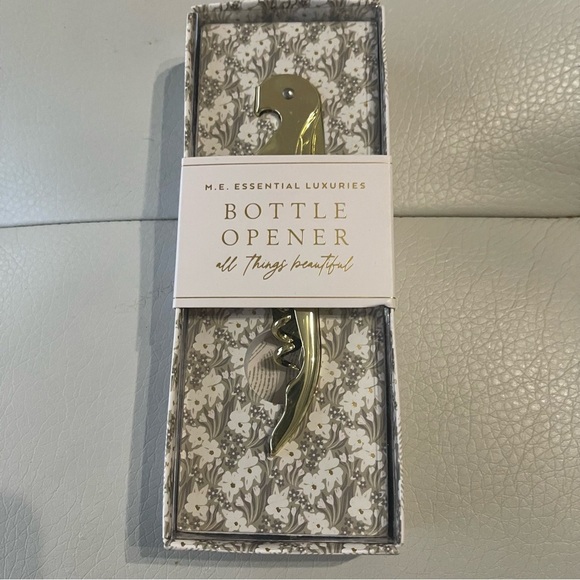 M.E. ESSENTIAL LUXURIES
BOTTLE
OPENER
all Things beautiful